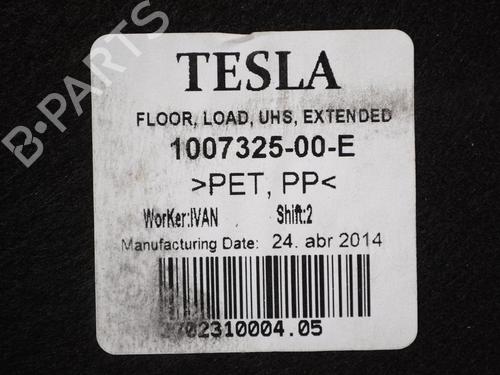 B-PARTS
TESLA
FLOOR, LOAD, UHS, EXTENDED
1007325-00-E
>PET, PP<
WorKer:IVAN Shift:2
Manufacturing Date: 24. abr 2014
02310004.05